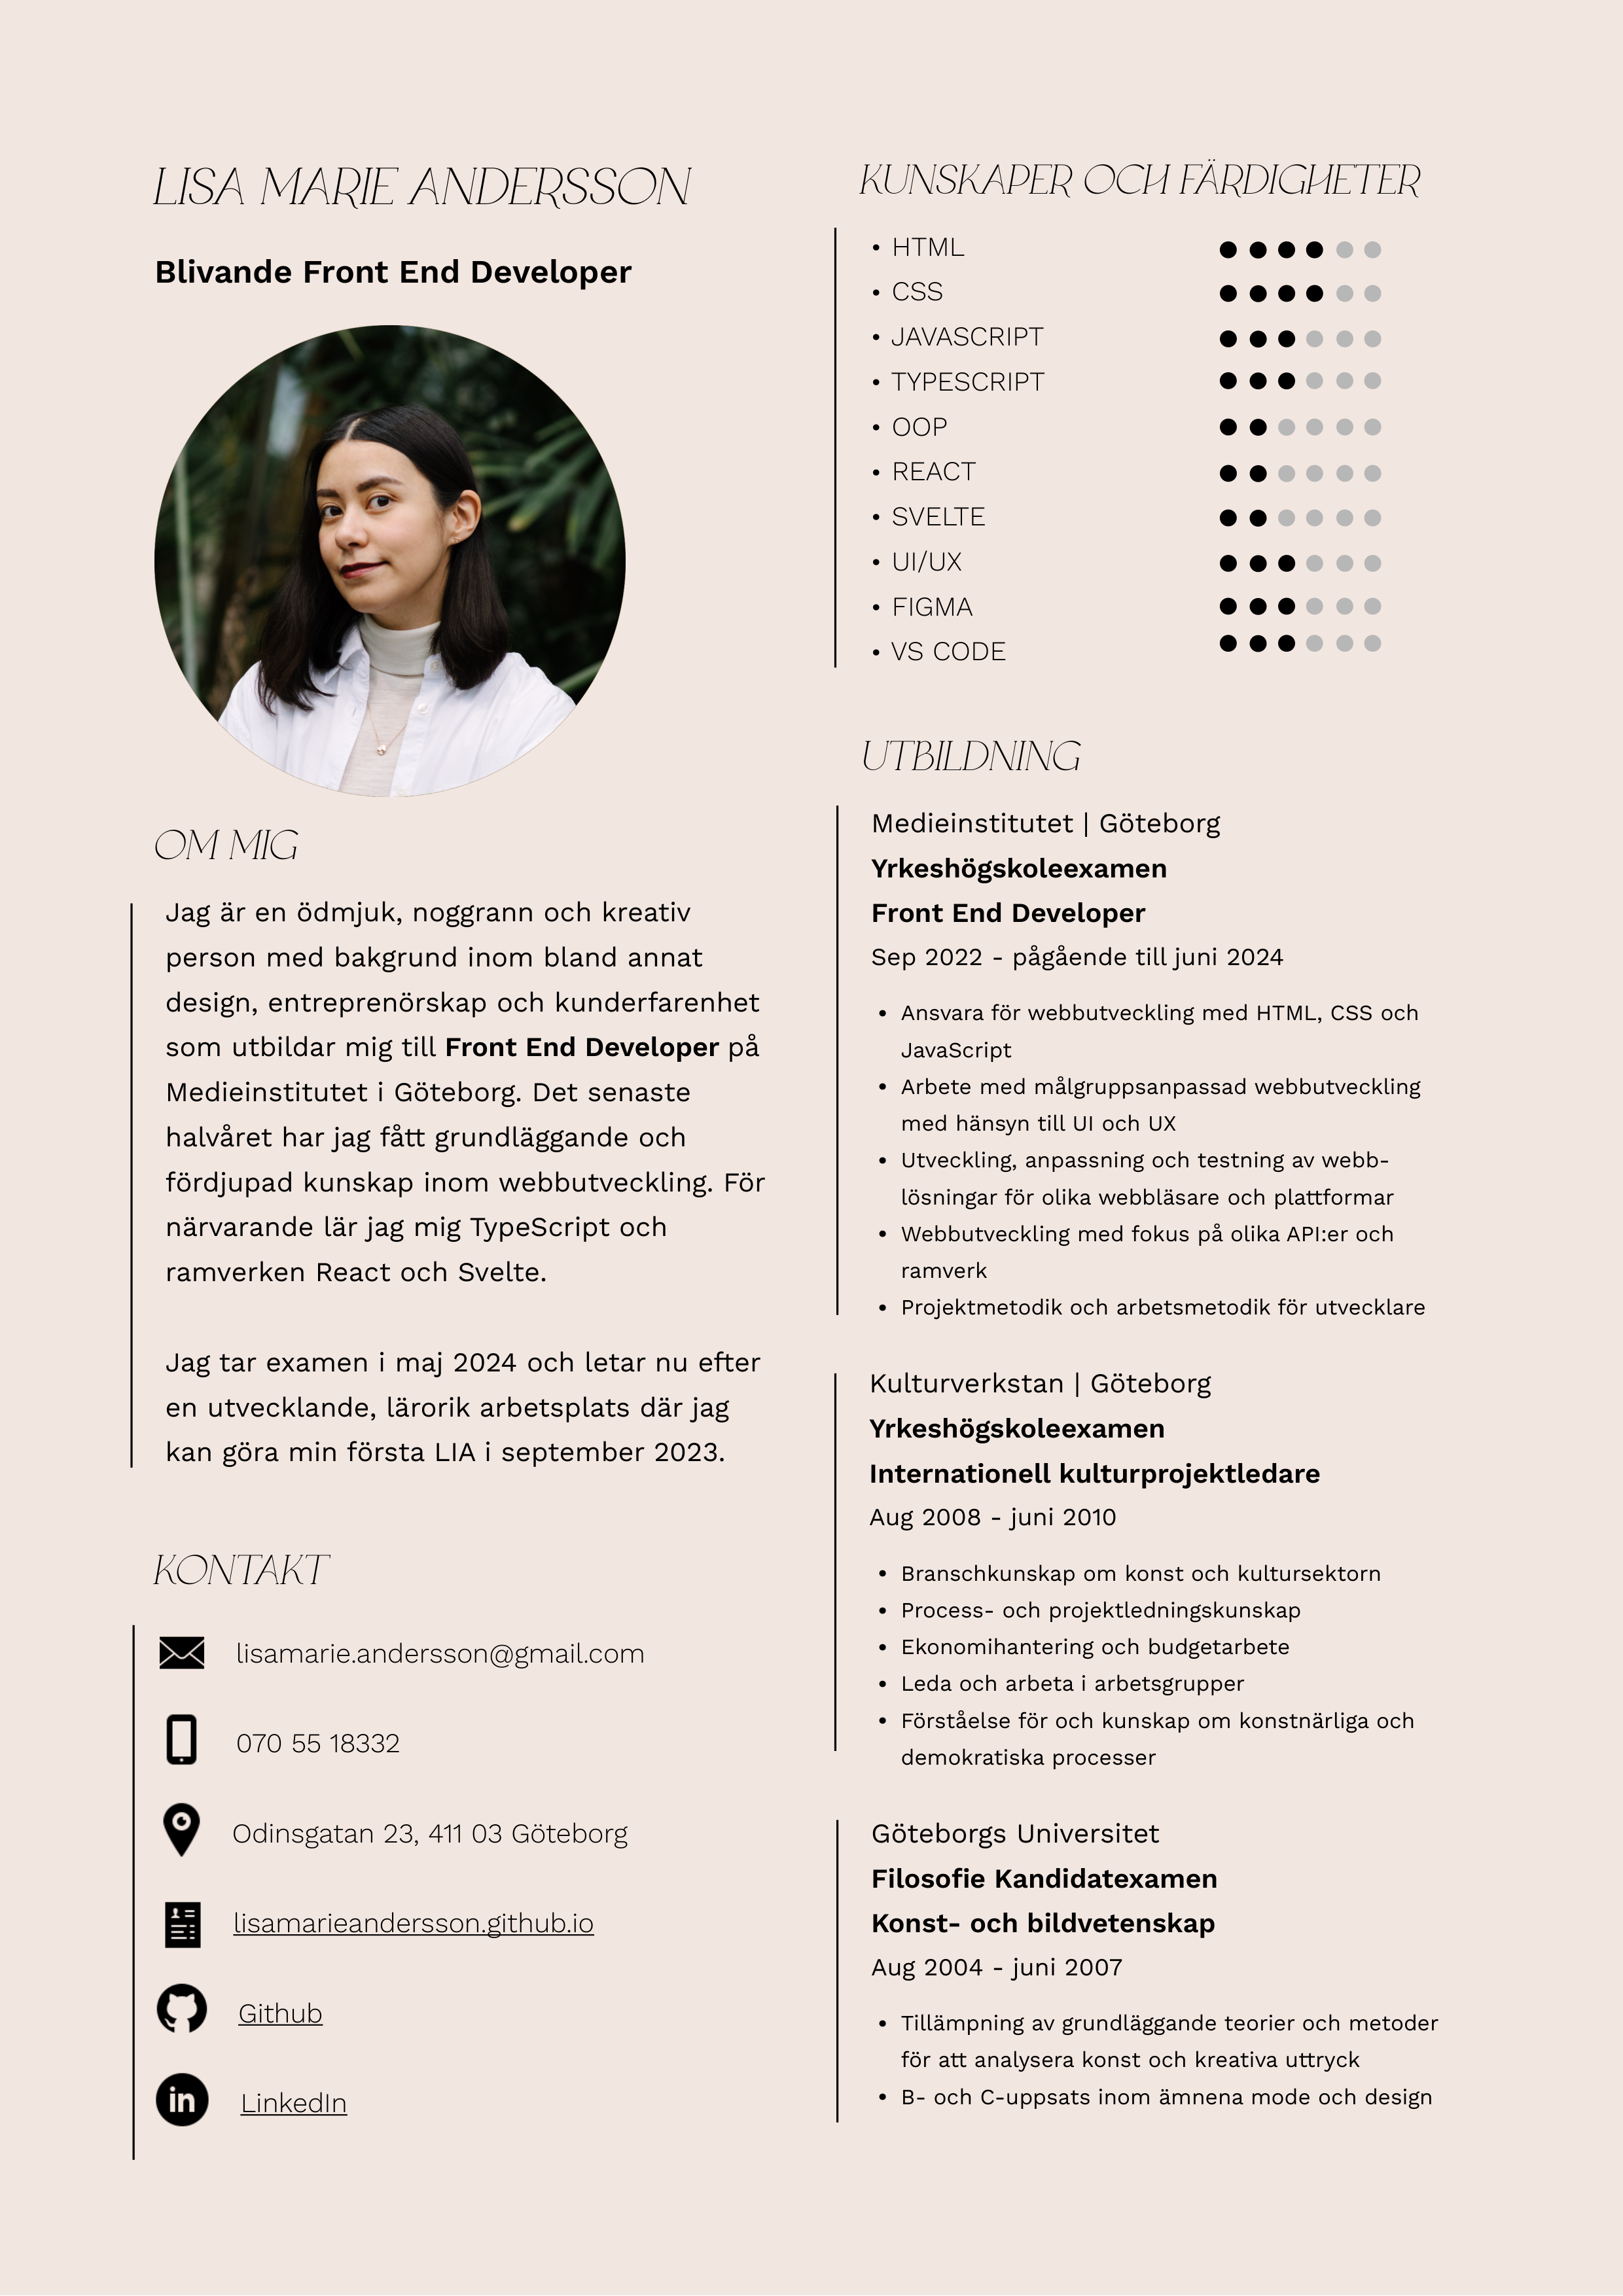 LISA MARIE ANDERSSON
Blivande Front End Developer
OM MIG
Jag är en ödmjuk, noggrann och kreativ
person med bakgrund inom bland annat
design, entreprenörskap och kunderfarenhet
som utbildar mig till Front End Developer på
Medieinstitutet i Göteborg. Det senaste
halvåret har jag fått grundläggande och
fördjupad kunskap inom webbutveckling. För
närvarande lär jag mig TypeScript och
ramverken React och Svelte.
Jag tar examen i maj 2024 och letar nu efter
en utvecklande, lärorik arbetsplats där jag
kan göra min första LIA i september 2023.
KONTAKT
lisamarie.andersson@gmail.com
070 55 18332
Odinsgatan 23, 411 03 Göteborg
lisamarieandersson.github.io
Github
in LinkedIn
KUNSKAPER OCH FÄRDIGHETER
• HTML
• CSS
• JAVASCRIPT
• TYPESCRIPT
• OOP
• REACT
• SVELTE
• UI/UX
• FIGMA
• VS CODE
UTBILDNING
Medieinstitutet | Göteborg
Yrkeshögskoleexamen
Front End Developer
Sep 2022 - pågående till juni 2024
• Ansvara för webbutveckling med HTML, CSS och
JavaScript
• Arbete med målgruppsanpassad webbutveckling
med hänsyn till UI och UX
• Utveckling, anpassning och testning av webb-
lösningar för olika webbläsare och plattformar
• Webbutveckling med fokus på olika API:er och
ramverk
• Projektmetodik och arbetsmetodik för utvecklare
Kulturverkstan | Göteborg
Yrkeshögskoleexamen
Internationell kulturprojektledare
Aug 2008 - juni 2010
• Branschkunskap om konst och kultursektorn
• Process- och projektledningskunskap
• Ekonomihantering och budgetarbete
• Leda och arbeta i arbetsgrupper
• Förståelse för och kunskap om konstnärliga och
demokratiska processer
Göteborgs Universitet
Filosofie Kandidatexamen
Konst- och bildvetenskap
Aug 2004 - juni 2007
• Tillämpning av grundläggande teorier och metoder
för att analysera konst och kreativa uttryck
• B- och C-uppsats inom ämnena mode och design